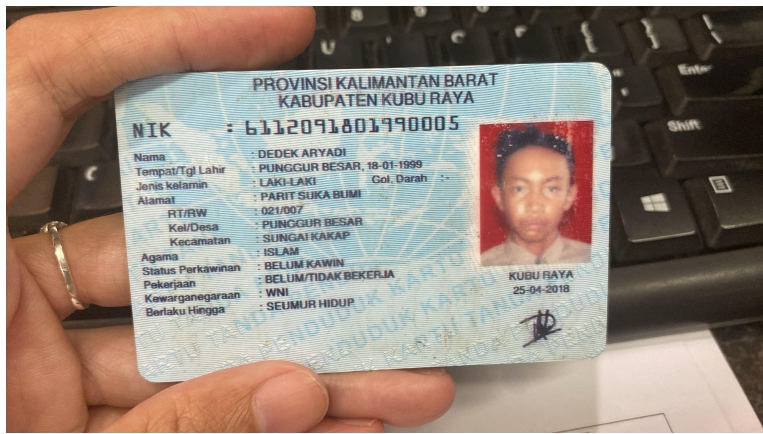 PROVINSI KALIMANTAN BARAT
KABUPATEN KUBU RAYA
NIK : 6112091801990005
Nama : DEDEK ARYADI
Tempat/Tgl Lahir : PUNGGUR BESAR, 18-01-1999
Jenis kelamin : LAKI-LAKI Gol. Darah :-
Alamat : PARIT SUKA BUMI
RT/RW : 021/007
Kel/Desa : PUNGGUR BESAR
Kecamatan : SUNGAI KAKAP
Agama : ISLAM
Status Perkawinan : BELUM KAWIN
Pekerjaan : BELUM/TIDAK BEKERJA
Kewarganegaraan : WNI
Berlaku Hingga : SEUMUR HIDUP
KUBU RAYA
25-04-2018
Enter
Shift